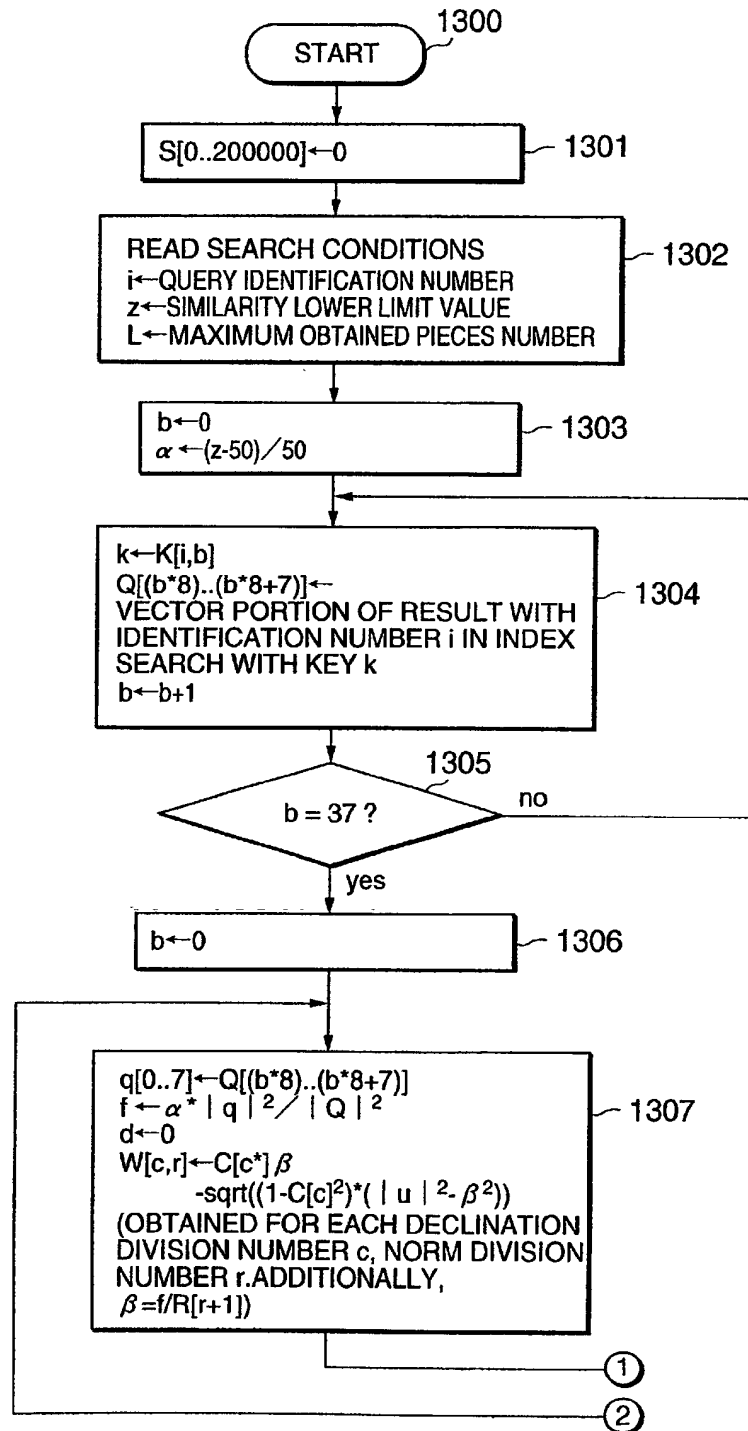 START
1300
S[0..200000]←0
1301
READ SEARCH CONDITIONS
i←QUERY IDENTIFICATION NUMBER
z←SIMILARITY LOWER LIMIT VALUE
L←MAXIMUM OBTAINED PIECES NUMBER
1302
b←0
α←(z-50)/50
1303
k←K[i,b]
Q[(b*8)..(b*8+7)]←
VECTOR PORTION OF RESULT WITH
IDENTIFICATION NUMBER i IN INDEX
SEARCH WITH KEY k
b←b+1
1304
1305
b = 37 ?
no
yes
b←0
1306
q[0..7]←Q[(b*8)..(b*8+7)]
f←α*|q|²/|Q|²
d←0
W[c,r]←C[c*]β
-sqrt((1-C[c]²)*(|u|²-β²))
(OBTAINED FOR EACH DECLINATION
DIVISION NUMBER c, NORM DIVISION
NUMBER r.ADDITIONALLY,
β=f/R[r+1])
1307
1
2